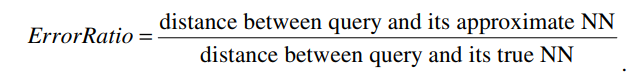 ErrorRatio = distance between query and its approximate NN
distance between query and its true NN
.